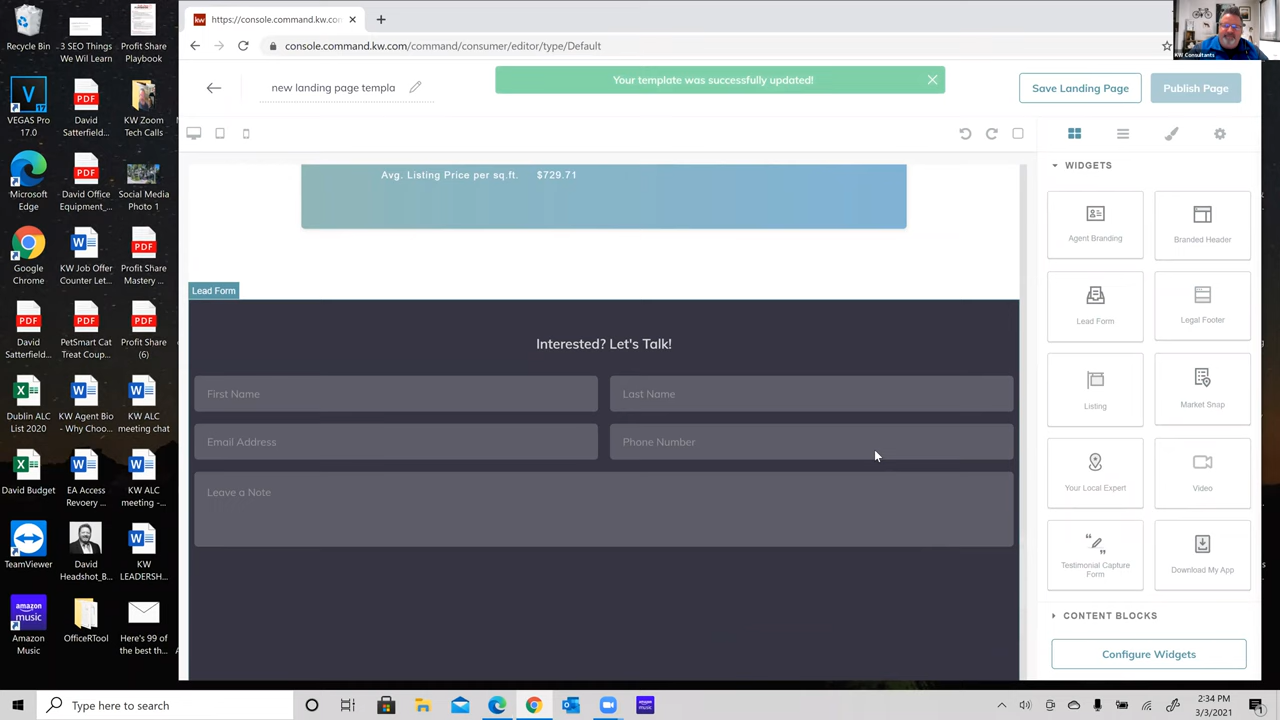 Recycle Bin
3 SEO Things
We Wil Learn
Profit Share
Playbook
VEGAS Pro
17.0
David
Satterfiel...
KW Zoom
Tech Calls
Microsoft
Edge
David Office
Equipment_...
Social Media
Photo 1
Google
Chrome
KW Job Offer
Counter Let...
Profit Share
Mastery ...
David
Satterfiel...
PetSmart Cat
Treat Coup...
Profit Share
(6)
Dublin ALC
List 2020
KW Agent Bio
- Why Choo...
KW ALC
meeting chat
David Budget
EA Access
Revoery ...
KW ALC
meeting -...
TeamViewer
David
Headshot_B...
KW
LEADERSH...
Amazon
Music
OfficeRTool
Here's 99 of
the best th...
https://console.command.kw.com
console.command.kw.com/command/consumer/editor/type/Default
KW Consultants
new landing page templa
Your template was successfully updated!
Save Landing Page
Publish Page
Avg. Listing Price per sq.ft. $729.71
Lead Form
Interested? Let's Talk!
First Name
Last Name
Email Address
Phone Number
Leave a Note
WIDGETS
Agent Branding
Branded Header
Lead Form
Legal Footer
Listing
Market Snap
Your Local Expert
Video
Testimonial Capture
Form
Download My App
CONTENT BLOCKS
Configure Widgets
Type here to search
2:34 PM
3/3/2021